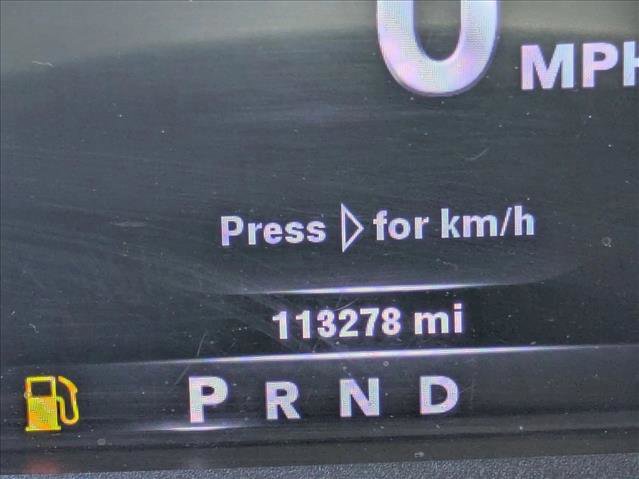 0 MPH
Press ▷ for km/h
113278 mi
P R N D